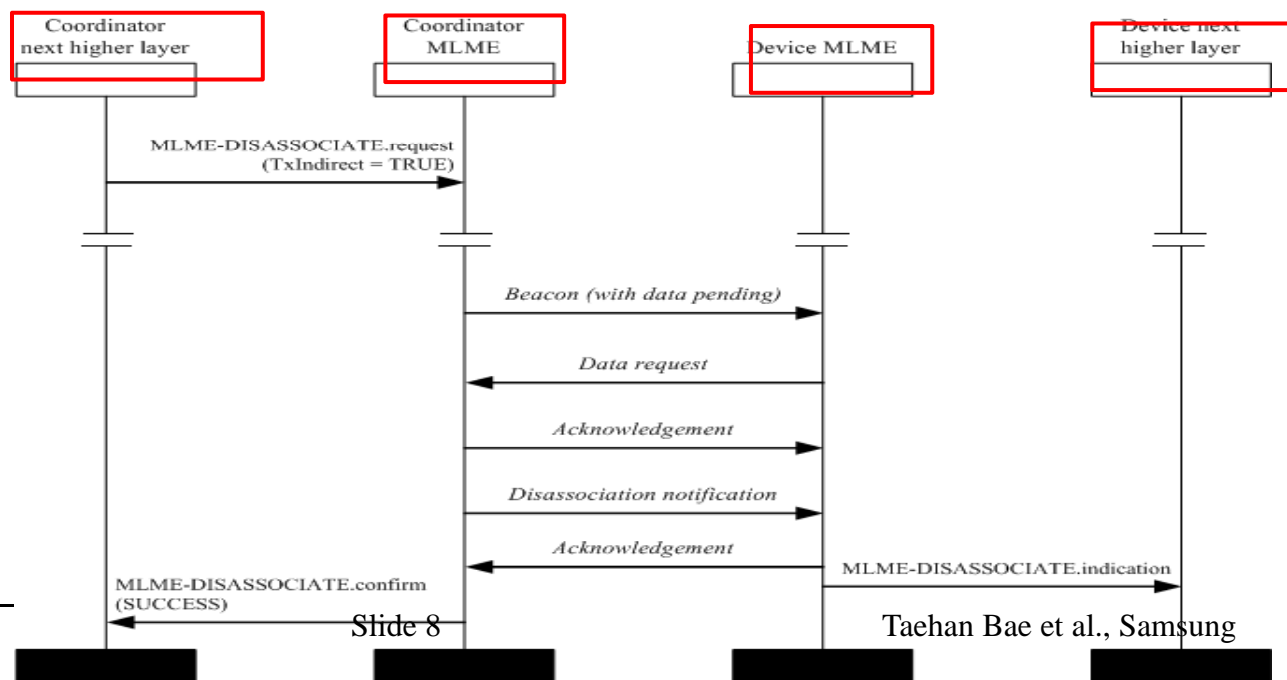 Coordinator
next higher layer
Coordinator
MLME
Device MLME
Device next
higher layer
MLME-DISASSOCIATE.request
(TxIndirect = TRUE)
Beacon (with data pending)
Data request
Acknowledgement
Disassociation notification
Acknowledgement
MLME-DISASSOCIATE.indication
MLME-DISASSOCIATE.confirm
(SUCCESS)
Slide 8
Taehan Bae et al., Samsung